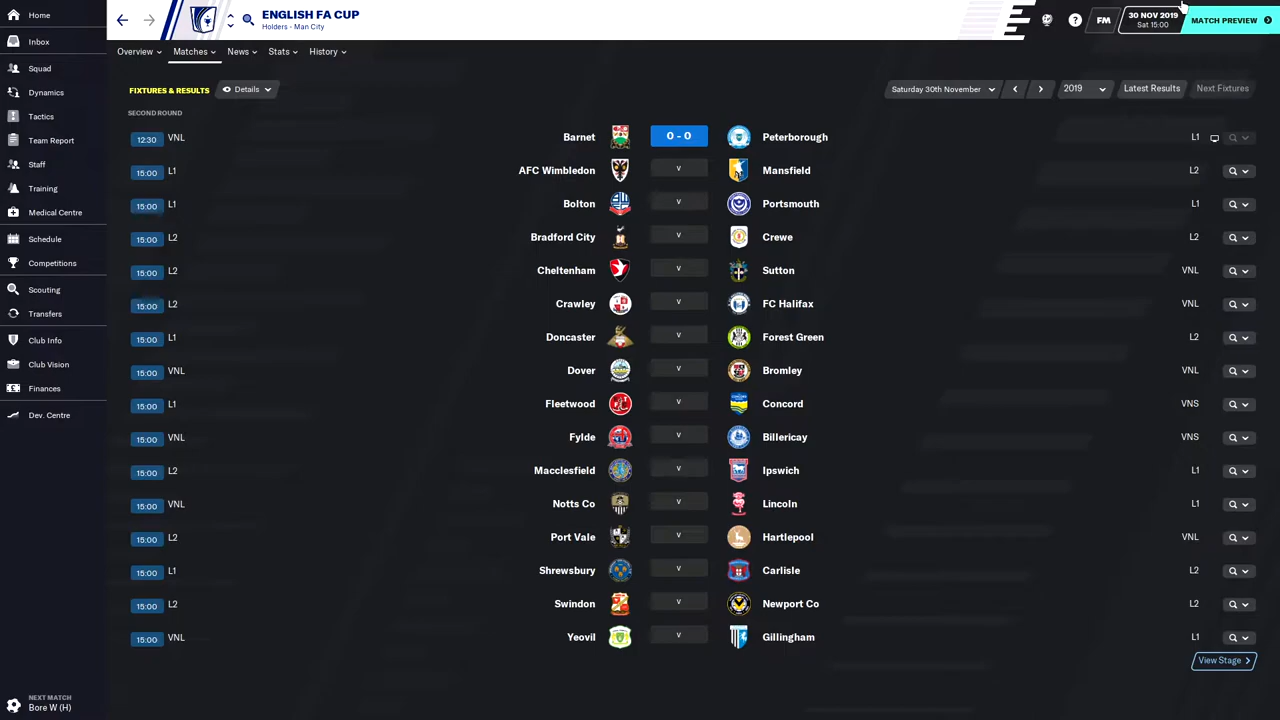 Home
Inbox
Squad
Dynamics
Tactics
Team Report
Staff
Training
Medical Centre
Schedule
Competitions
Scouting
Transfers
Club Info
Club Vision
Finances
Dev. Centre
NEXT MATCH
Bore W (H)
ENGLISH FA CUP
Holders - Man City
FM
30 NOV 2019
Sat 15:00
MATCH PREVIEW
Overview Matches News Stats History
FIXTURES & RESULTS Details Saturday 30th November 2019 Latest Results Next Fixtures
SECOND ROUND
12:30 VNL Barnet 0 - 0 Peterborough L1
15:00 L1 AFC Wimbledon v Mansfield L2
15:00 L1 Bolton v Portsmouth L1
15:00 L2 Bradford City v Crewe L2
15:00 L2 Cheltenham v Sutton VNL
15:00 L2 Crawley v FC Halifax VNL
15:00 L1 Doncaster v Forest Green L2
15:00 VNL Dover v Bromley VNL
15:00 L1 Fleetwood v Concord VNS
15:00 VNL Fylde v Billericay VNS
15:00 L2 Macclesfield v Ipswich L1
15:00 VNL Notts Co v Lincoln L1
15:00 L2 Port Vale v Hartlepool VNL
15:00 L1 Shrewsbury v Carlisle L2
15:00 L2 Swindon v Newport Co L2
15:00 VNL Yeovil v Gillingham L1
View Stage